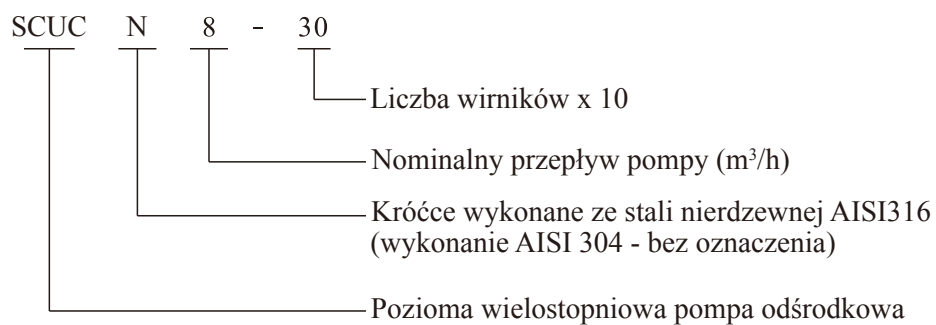 SCUC N 8 - 30
Liczba wirników x 10
Nominalny przepływ pompy (m³/h)
Króćce wykonane ze stali nierdzewnej AISI316
(wykonanie AISI 304 - bez oznaczenia)
Pozioma wielostopniowa pompa odśrodkowa